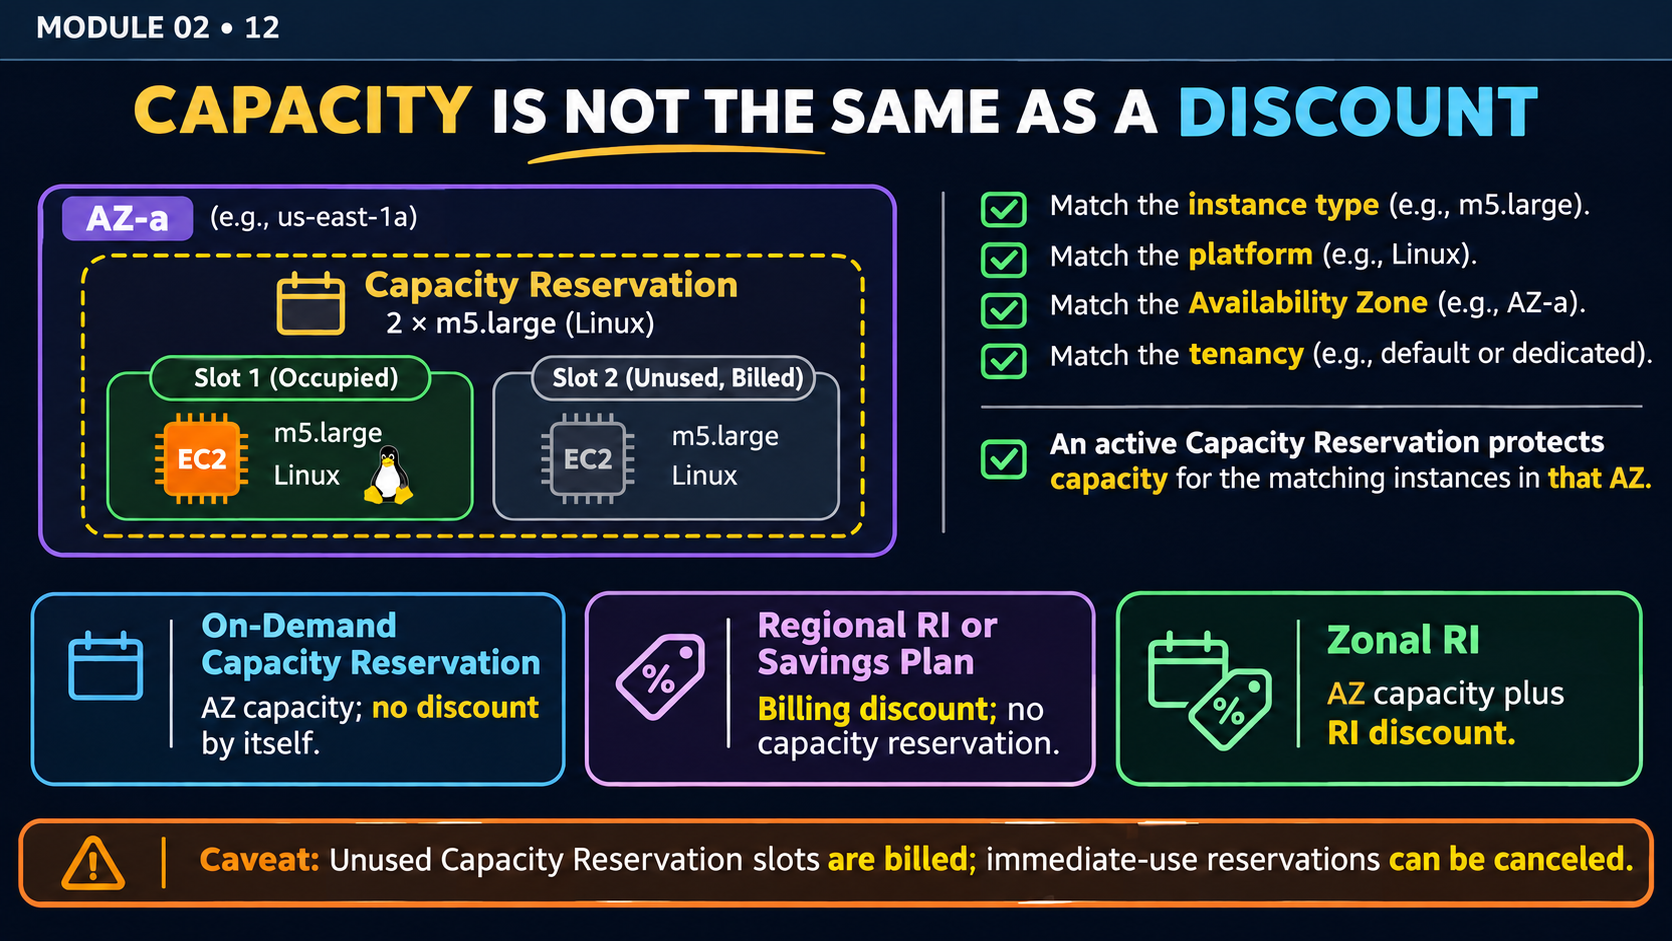 MODULE 02 • 12
CAPACITY IS NOT THE SAME AS A DISCOUNT
AZ-a (e.g., us-east-1a)
Capacity Reservation
2 × m5.large (Linux)
Slot 1 (Occupied)
EC2
m5.large
Linux
Slot 2 (Unused, Billed)
EC2
m5.large
Linux
Match the instance type (e.g., m5.large).
Match the platform (e.g., Linux).
Match the Availability Zone (e.g., AZ-a).
Match the tenancy (e.g., default or dedicated).
An active Capacity Reservation protects
capacity for the matching instances in that AZ.
On-Demand
Capacity Reservation
AZ capacity; no discount
by itself.
%
Regional RI or
Savings Plan
Billing discount; no
capacity reservation.
%
Zonal RI
AZ capacity plus
RI discount.
Caveat: Unused Capacity Reservation slots are billed; immediate-use reservations can be canceled.